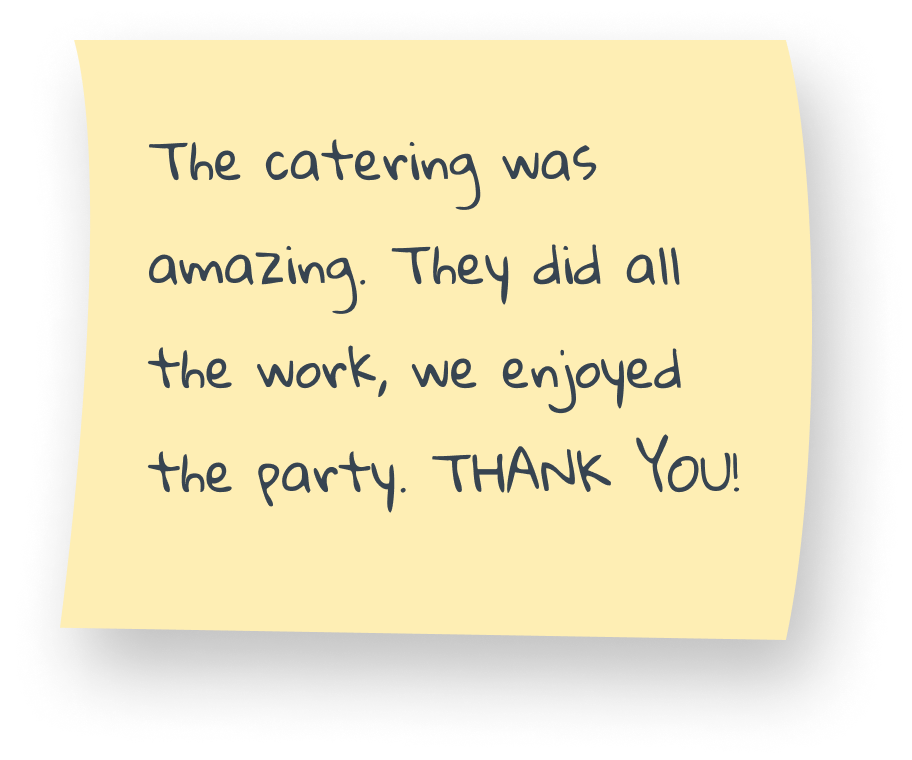 The catering was
amazing. They did all
the work, we enjoyed
the party. THANK YOU!